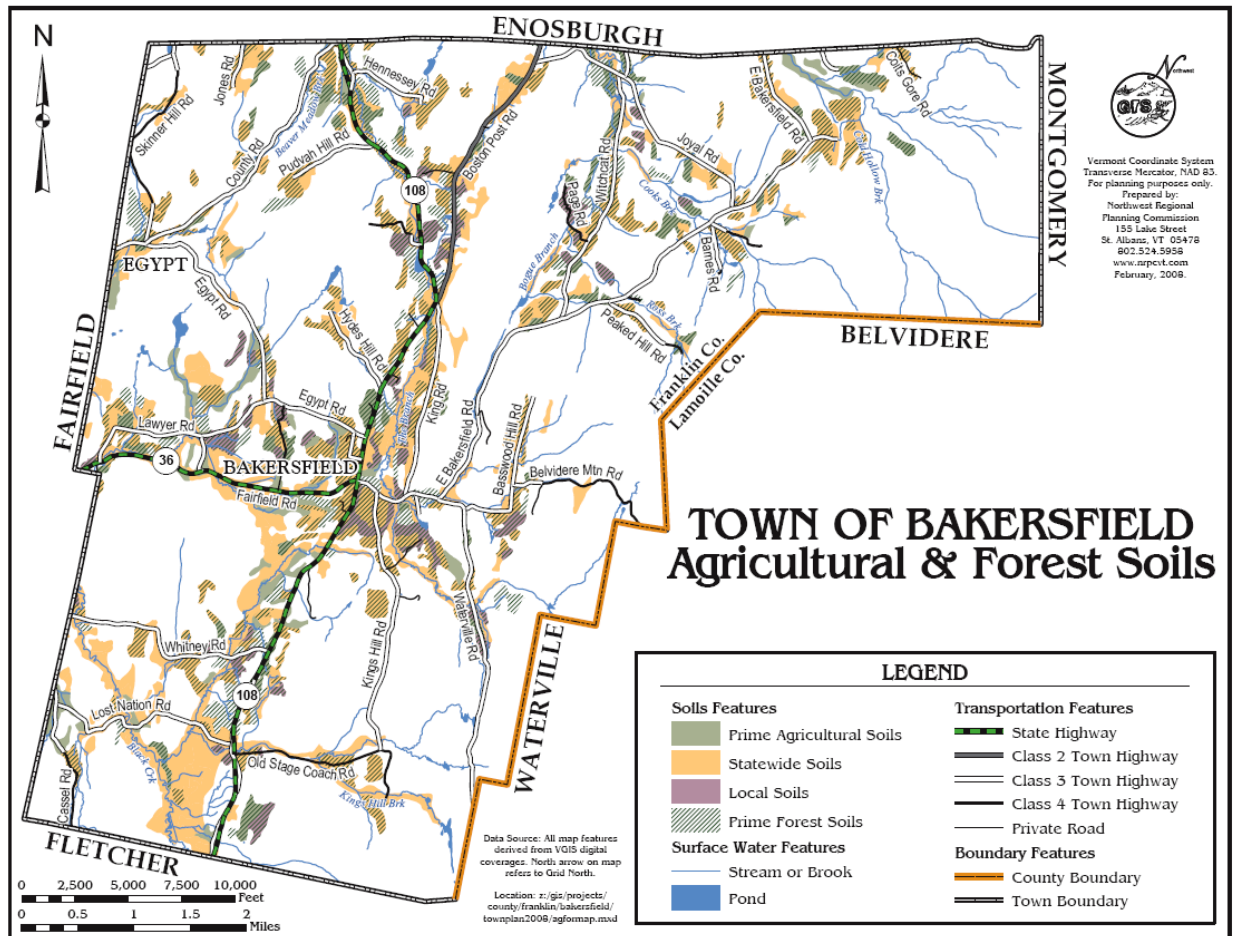 ENOSBURGH
N
Northwest
GIS
MONTGOMERY
Vermont Coordinate System
Transverse Mercator, NAD 83.
For planning purposes only.
Prepared by:
Northwest Regional
Planning Commission
155 Lake Street
St. Albans, VT 05478
802.524.5958
www.nrpcvt.com
February, 2008.
Jones Rd
Skinner Hill Rd
County Rd
Beaver Meadow Brook
Hennessey Rd
Pudvah Hill Rd
108
Boston Post Rd
Witchcat Rd
Page Rd
Joyal Rd
E Bakersfield Rd
Coits Gore Rd
Cold Hollow Brk
Cooks Brk
Barnes Rd
Bogue Branch
Ross Brk
Peaked Hill Rd
EGYPT
Egypt Rd
Hydes Hill Rd
FAIRFIELD
BELVIDERE
Franklin Co.
Lamoille Co.
King Rd
Egypt Rd
Lawyer Rd
36
BAKERSFIELD
Fairfield Rd
E Bakersfield Rd
Basswood Hill Rd
Belvidere Mtn Rd
TOWN OF BAKERSFIELD
Agricultural & Forest Soils
Waterville Rd
Kings Hill Rd
Whitney Rd
108
WATERVILLE
Lost Nation Rd
Black Crk
Old Stage Coach Rd
Kings Hill Brk
Cassel Rd
FLETCHER
LEGEND
Soils Features
Prime Agricultural Soils
Statewide Soils
Local Soils
Prime Forest Soils
Surface Water Features
Stream or Brook
Pond
Transportation Features
State Highway
Class 2 Town Highway
Class 3 Town Highway
Class 4 Town Highway
Private Road
Boundary Features
County Boundary
Town Boundary
Data Source: All map features
derived from VGIS digital
coverages. North arrow on map
refers to Grid North.
Location: z:/gis/projects/
county/franklin/bakersfield/
townplan2008/agformap.mxd
0 2,500 5,000 7,500 10,000
Feet
0 0.5 1 1.5 2
Miles